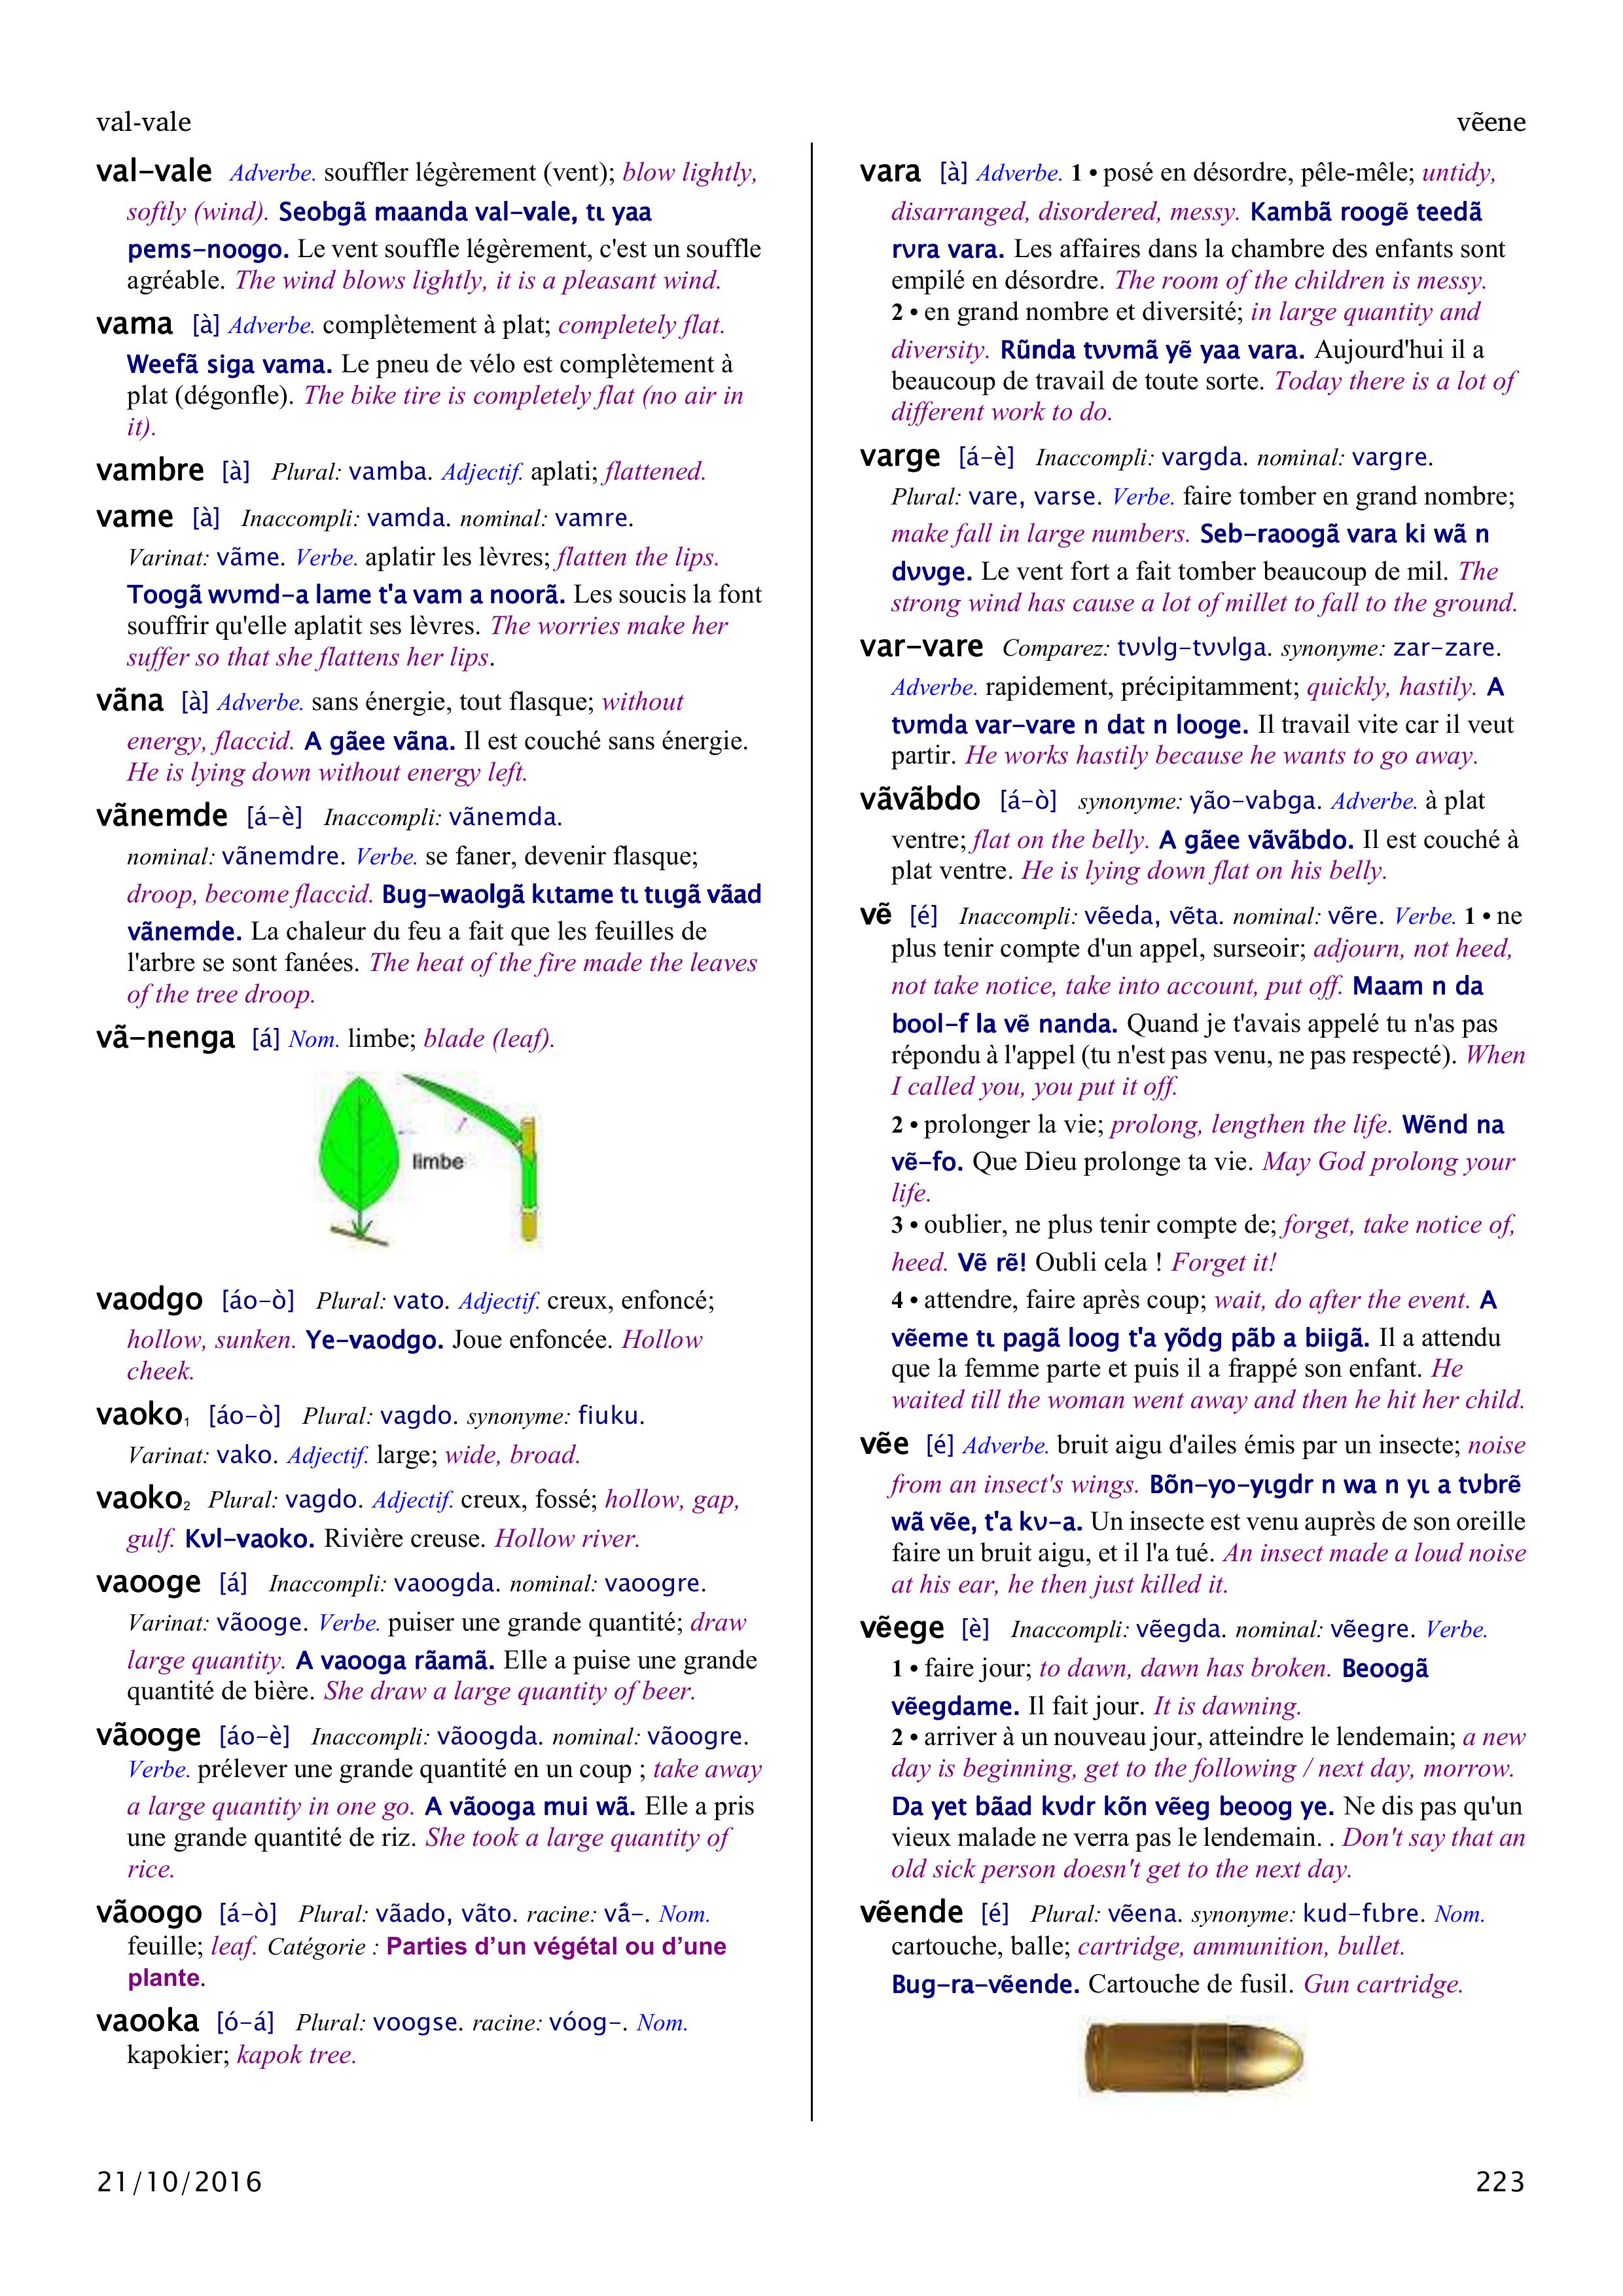 val-vale
vẽene
val–vale Adverbe. souffler légèrement (vent); blow lightly,
softly (wind). Seobgã maanda val–vale, tɩ yaa
pems–noogo. Le vent souffle légèrement, c'est un souffle
agréable. The wind blows lightly, it is a pleasant wind.
vama [à] Adverbe. complètement à plat; completely flat.
Weefã siga vama. Le pneu de vélo est complètement à
plat (dégonfle). The bike tire is completely flat (no air in
it).
vambre [à] Plural: vamba. Adjectif. aplati; flattened.
vame [à] Inaccompli: vamda. nominal: vamre.
Varinat: vãme. Verbe. aplatir les lèvres; flatten the lips.
Toogã wʋmd–a lame t'a vam a noorã. Les soucis la font
souffrir qu'elle aplatit ses lèvres. The worries make her
suffer so that she flattens her lips.
vãna [à] Adverbe. sans énergie, tout flasque; without
energy, flaccid. A gãee vãna. Il est couché sans énergie.
He is lying down without energy left.
vãnemde [á–è] Inaccompli: vãnemda.
nominal: vãnemdre. Verbe. se faner, devenir flasque;
droop, become flaccid. Bug–waolgã kɩtame tɩ tɩɩgã vãad
vãnemde. La chaleur du feu a fait que les feuilles de
l'arbre se sont fanées. The heat of the fire made the leaves
of the tree droop.
vã–nenga [á] Nom. limbe; blade (leaf).
limbe
vaodgo [áo–ò] Plural: vato. Adjectif. creux, enfoncé;
hollow, sunken. Ye–vaodgo. Joue enfoncée. Hollow
cheek.
vaoko₁ [áo–ò] Plural: vagdo. synonyme: fiuku.
Varinat: vako. Adjectif. large; wide, broad.
vaoko₂ Plural: vagdo. Adjectif. creux, fossé; hollow, gap,
gulf. Kʋl–vaoko. Rivière creuse. Hollow river.
vaooge [á] Inaccompli: vaoogda. nominal: vaoogre.
Varinat: vãooge. Verbe. puiser une grande quantité; draw
large quantity. A vaooga rãamã. Elle a puise une grande
quantité de bière. She draw a large quantity of beer.
vãooge [áo–è] Inaccompli: vãoogda. nominal: vãoogre.
Verbe. prélever une grande quantité en un coup ; take away
a large quantity in one go. A vãooga mui wã. Elle a pris
une grande quantité de riz. She took a large quantity of
rice.
vãoogo [á–ò] Plural: vãado, vãto. racine: vã́–. Nom.
feuille; leaf. Catégorie : Parties d’un végétal ou d’une
plante.
vaooka [ó–á] Plural: voogse. racine: vóog–. Nom.
kapokier; kapok tree.
vara [à] Adverbe. 1 • posé en désordre, pêle-mêle; untidy,
disarranged, disordered, messy. Kambã roogẽ teedã
rʋra vara. Les affaires dans la chambre des enfants sont
empilé en désordre. The room of the children is messy.
2 • en grand nombre et diversité; in large quantity and
diversity. Rũnda tʋʋmã yẽ yaa vara. Aujourd'hui il a
beaucoup de travail de toute sorte. Today there is a lot of
different work to do.
varge [á–è] Inaccompli: vargda. nominal: vargre.
Plural: vare, varse. Verbe. faire tomber en grand nombre;
make fall in large numbers. Seb–raoogã vara ki wã n
dʋʋge. Le vent fort a fait tomber beaucoup de mil. The
strong wind has cause a lot of millet to fall to the ground.
var–vare Comparez: tʋʋlg–tʋʋlga. synonyme: zar–zare.
Adverbe. rapidement, précipitamment; quickly, hastily. A
tʋmda var–vare n dat n looge. Il travail vite car il veut
partir. He works hastily because he wants to go away.
vãvãbdo [á–ò] synonyme: yão–vabga. Adverbe. à plat
ventre; flat on the belly. A gãee vãvãbdo. Il est couché à
plat ventre. He is lying down flat on his belly.
vẽ [é] Inaccompli: vẽeda, vẽta. nominal: vẽre. Verbe. 1 • ne
plus tenir compte d'un appel, surseoir; adjourn, not heed,
not take notice, take into account, put off. Maam n da
bool–f la vẽ nanda. Quand je t'avais appelé tu n'as pas
répondu à l'appel (tu n'est pas venu, ne pas respecté). When
I called you, you put it off.
2 • prolonger la vie; prolong, lengthen the life. Wẽnd na
vẽ–fo. Que Dieu prolonge ta vie. May God prolong your
life.
3 • oublier, ne plus tenir compte de; forget, take notice of,
heed. Vẽ rẽ! Oubli cela ! Forget it!
4 • attendre, faire après coup; wait, do after the event. A
vẽeme tɩ pagã loog t'a yõdg pãb a biigã. Il a attendu
que la femme parte et puis il a frappé son enfant. He
waited till the woman went away and then he hit her child.
vẽe [é] Adverbe. bruit aigu d'ailes émis par un insecte; noise
from an insect's wings. Bõn–yo–yɩgdr n wa n yɩ a tʋbrẽ
wã vẽe, t'a kʋ–a. Un insecte est venu auprès de son oreille
faire un bruit aigu, et il l'a tué. An insect made a loud noise
at his ear, he then just killed it.
vẽege [è] Inaccompli: vẽegda. nominal: vẽegre. Verbe.
1 • faire jour; to dawn, dawn has broken. Beoogã
vẽegdame. Il fait jour. It is dawning.
2 • arriver à un nouveau jour, atteindre le lendemain; a new
day is beginning, get to the following / next day, morrow.
Da yet bãad kʋdr kõn vẽeg beoog ye. Ne dis pas qu'un
vieux malade ne verra pas le lendemain. . Don't say that an
old sick person doesn't get to the next day.
vẽende [é] Plural: vẽena. synonyme: kud–fɩbre. Nom.
cartouche, balle; cartridge, ammunition, bullet.
Bug–ra–vẽende. Cartouche de fusil. Gun cartridge.
21/10/2016
223